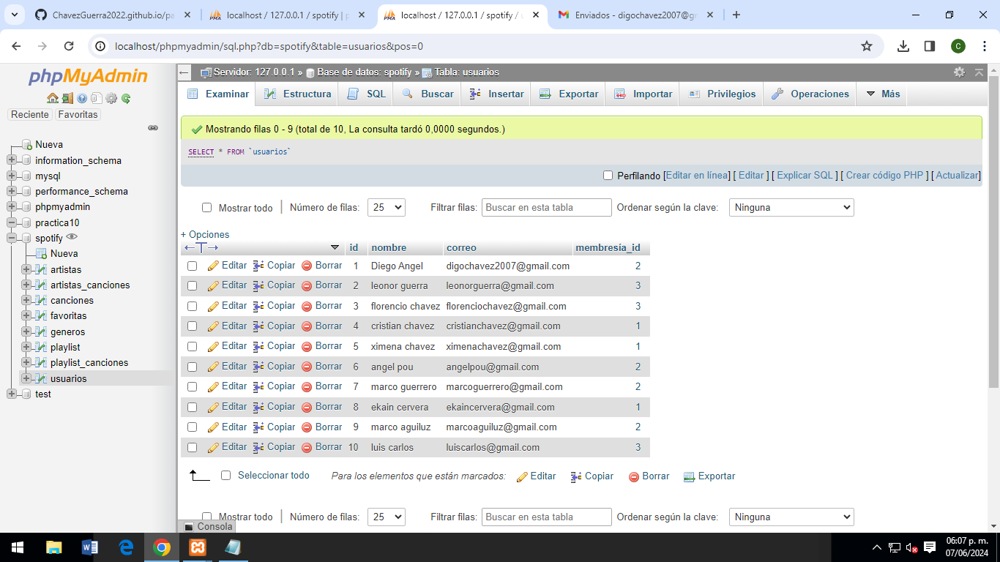 ChavezGuerra2022.github.io/pa
localhost / 127.0.0.1 / spotify | p
localhost / 127.0.0.1 / spotify / u
Enviados - digochavez2007@gm
localhost/phpmyadmin/sql.php?db=spotify&table=usuarios&pos=0
C
phpMyAdmin
Reciente Favoritas
Nueva
information_schema
mysql
performance_schema
phpmyadmin
practica10
spotify
Nueva
artistas
artistas_canciones
canciones
favoritas
generos
playlist
playlist_canciones
usuarios
test
Servidor: 127.0.0.1 » Base de datos: spotify » Tabla: usuarios
Examinar Estructura SQL Buscar Insertar Exportar Importar Privilegios Operaciones Más
Mostrando filas 0 - 9 (total de 10, La consulta tardó 0,0000 segundos.)
SELECT * FROM `usuarios`
Perfilando [Editar en línea] [ Editar ] [ Explicar SQL ] [ Crear código PHP ] [ Actualizar]
Mostrar todo Número de filas: 25 Filtrar filas: Buscar en esta tabla Ordenar según la clave: Ninguna
+ Opciones
id nombre correo membresía_id
Editar Copiar Borrar 1 Diego Angel digochavez2007@gmail.com 2
Editar Copiar Borrar 2 leonor guerra leonorguerra@gmail.com 3
Editar Copiar Borrar 3 florencio chavez florenciochavez@gmail.com 3
Editar Copiar Borrar 4 cristian chavez cristianchavez@gmail.com 1
Editar Copiar Borrar 5 ximena chavez ximenachavez@gmail.com 1
Editar Copiar Borrar 6 angel pou angelpou@gmail.com 2
Editar Copiar Borrar 7 marco guerrero marcoguerrero@gmail.com 2
Editar Copiar Borrar 8 ekain cervera ekaincervera@gmail.com 1
Editar Copiar Borrar 9 marco aguiluz marcoaguiluz@gmail.com 2
Editar Copiar Borrar 10 luis carlos luiscarlos@gmail.com 3
Seleccionar todo Para los elementos que están marcados: Editar Copiar Borrar Exportar
Mostrar todo Número de filas: 25 Filtrar filas: Buscar en esta tabla Ordenar según la clave: Ninguna
Consola
06:07 p. m.
07/06/2024